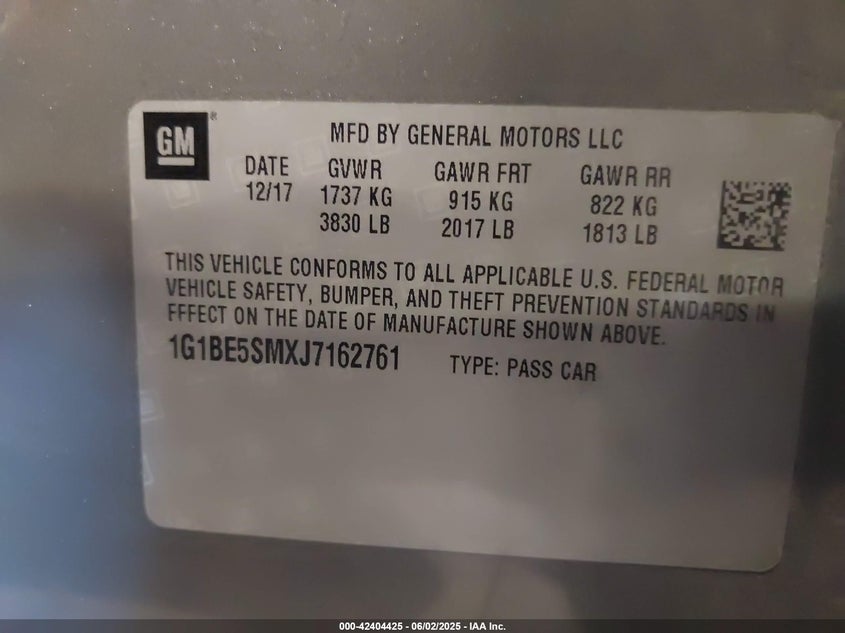 GM
MFD BY GENERAL MOTORS LLC
DATE GVWR GAWR FRT GAWR RR
12/17 1737 KG 915 KG 822 KG
3830 LB 2017 LB 1813 LB
THIS VEHICLE CONFORMS TO ALL APPLICABLE U.S. FEDERAL MOTOR
VEHICLE SAFETY, BUMPER, AND THEFT PREVENTION STANDARDS IN
EFFECT ON THE DATE OF MANUFACTURE SHOWN ABOVE.
1G1BE5SMXJ7162761 TYPE: PASS CAR
000-42404425 - 06/02/2025 - IAA Inc.